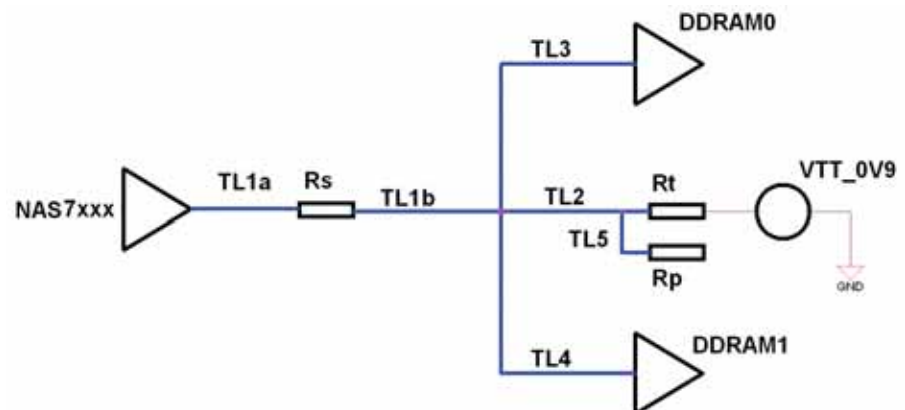 DDRAM0
TL3
VTT_0V9
TL1a
Rs
TL2
Rt
NAS7xxx
TL1b
TL5
Rp
GND
DDRAM1
TL4